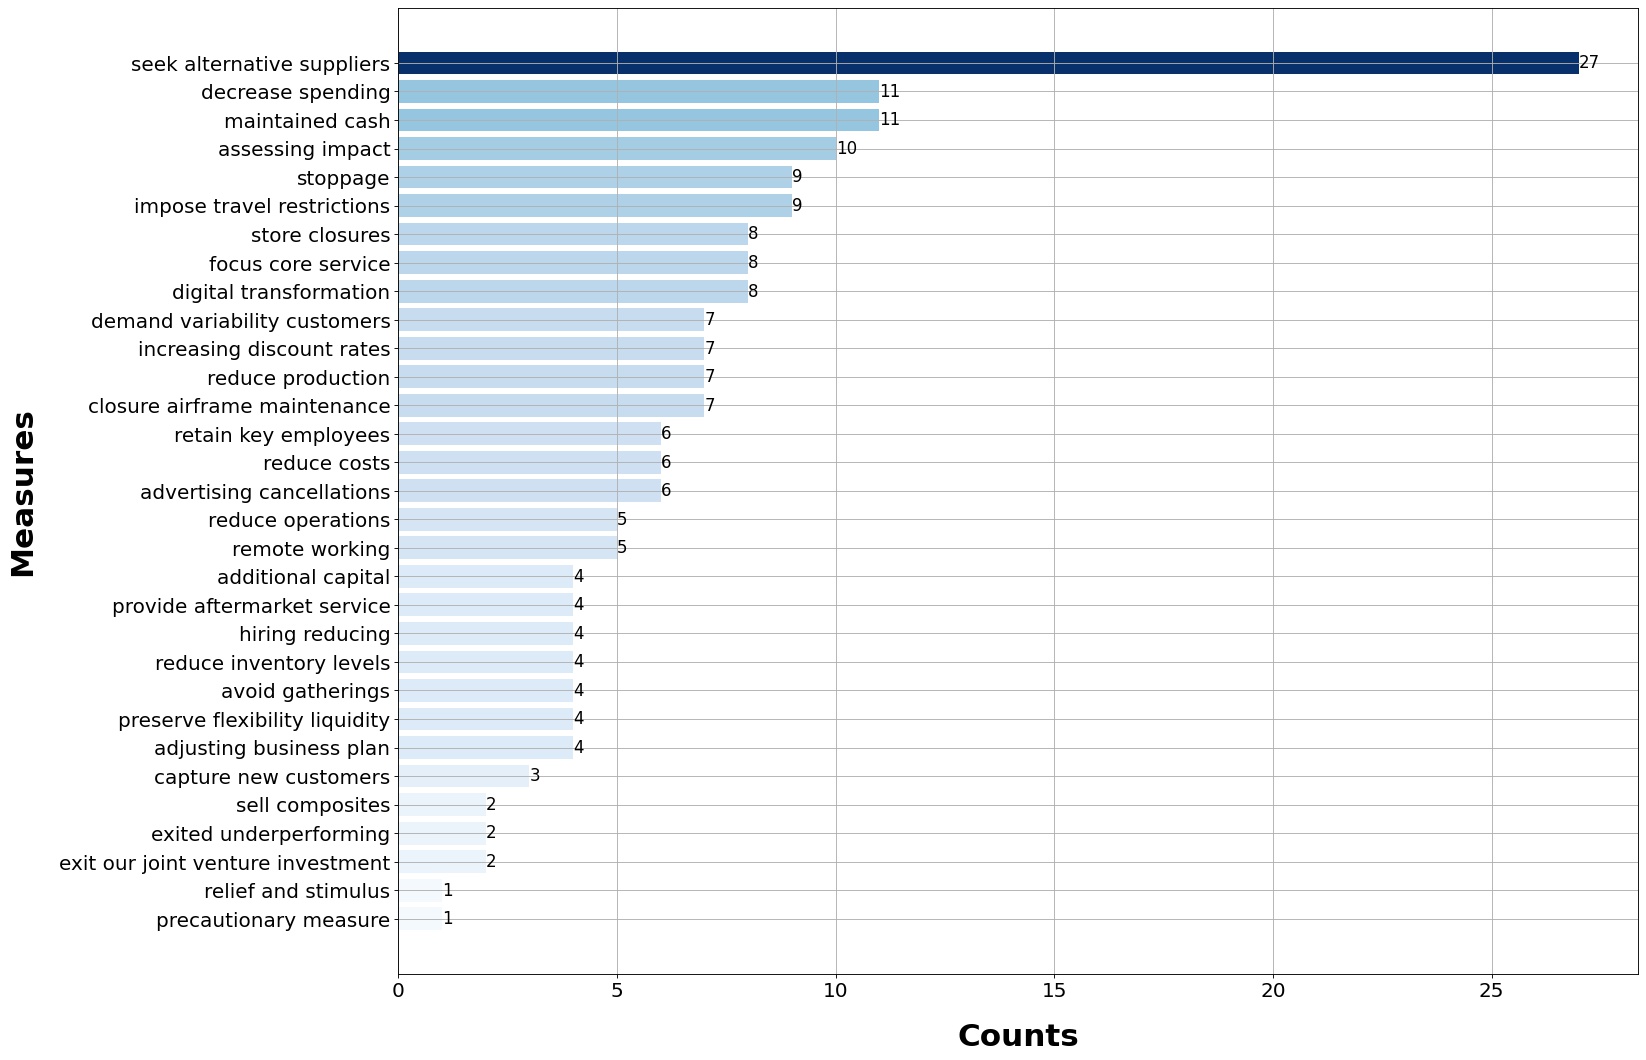 seek alternative suppliers 27
decrease spending 11
maintained cash 11
assessing impact 10
stoppage 9
impose travel restrictions 9
store closures 8
focus core service 8
digital transformation 8
demand variability customers 7
increasing discount rates 7
reduce production 7
closure airframe maintenance 7
retain key employees 6
reduce costs 6
advertising cancellations 6
reduce operations 5
remote working 5
additional capital 4
provide aftermarket service 4
hiring reducing 4
reduce inventory levels 4
avoid gatherings 4
preserve flexibility liquidity 4
adjusting business plan 4
capture new customers 3
sell composites 2
exited underperforming 2
exit our joint venture investment 2
relief and stimulus 1
precautionary measure 1
Measures
0 5 10 15 20 25
Counts